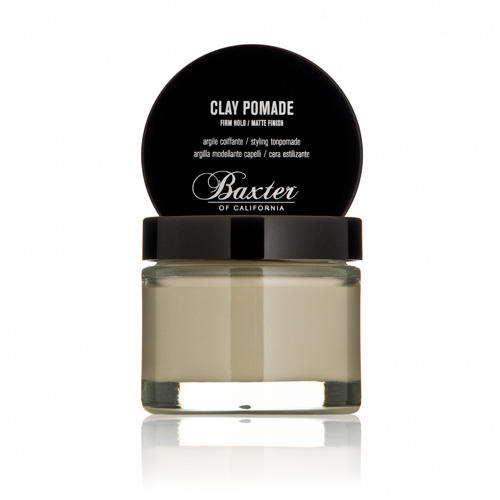 CLAY POMADE
FIRM HOLD / MATTE FINISH
argile coiffante / styling tonpomade
argilla modellante capelli / cera estilizante
Baxter
OF CALIFORNIA